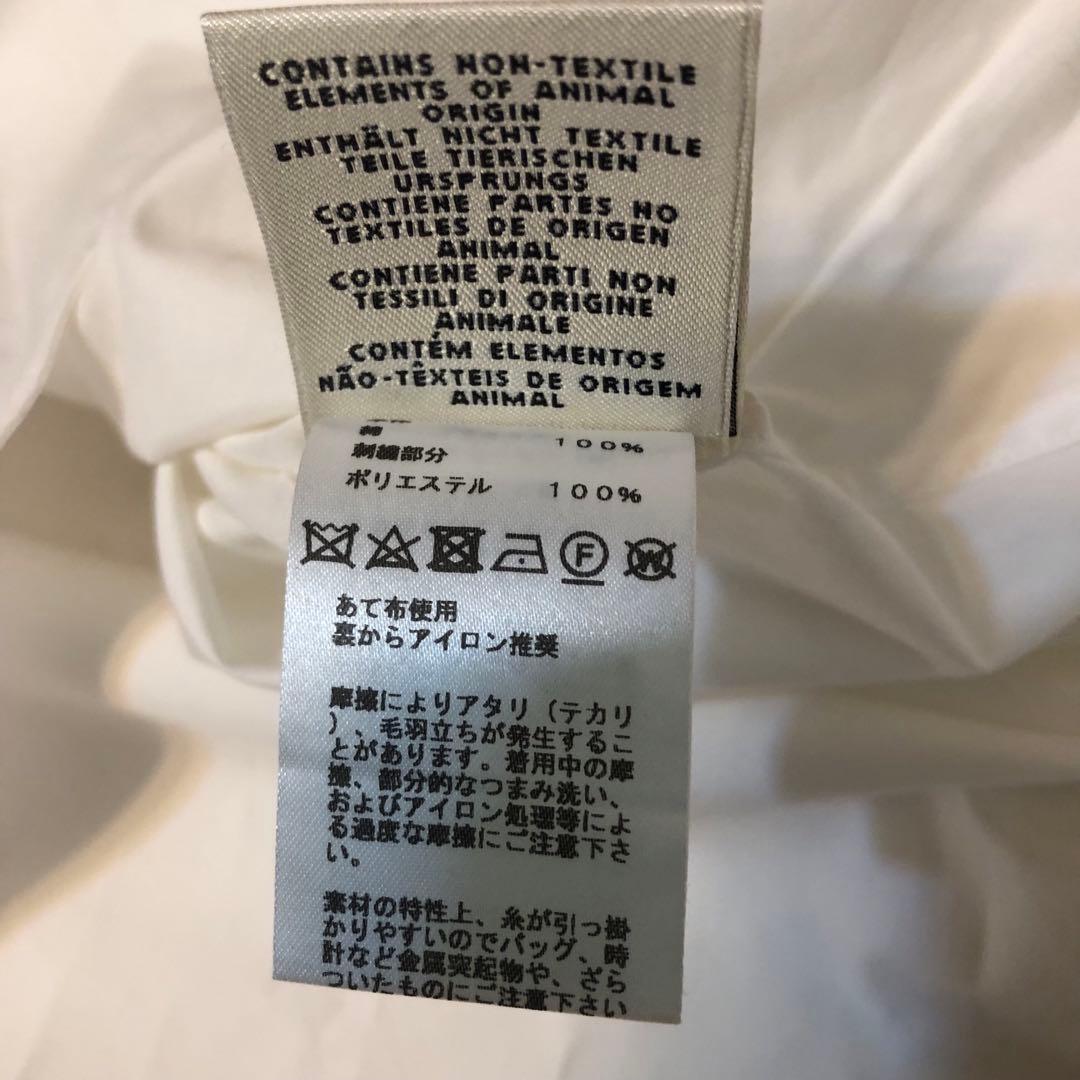 CONTAINS NON-TEXTILE
ELEMENTS OF ANIMAL
ORIGIN
ENTHÄLT NICHT TEXTILE
TEILE TIERISCHEN
URSPRUNGS
CONTIENE PARTES NO
TEXTILES DE ORIGEN
ANIMAL
CONTIENE PARTI NON
TESSILI DI ORIGINE
ANIMALE
CONTÉM ELEMENTOS
NÃO-TÊXTEIS DE ORIGEM
ANIMAL
綿 100%
刺繍部分
ポリエステル 100%
F W
あて布使用
裏からアイロン推奨
摩擦によりアタリ(テカリ
)、毛羽立ちが発生するこ
とがあります。着用中の摩
擦、部分的なつまみ洗い、
およびアイロン処理等によ
る過度な摩擦にご注意下さ
い。
素材の特性上、糸が引っ掛
かりやすいのでバッグ、時
計など金属突起物や、ざら
ついたものにご注意下さい